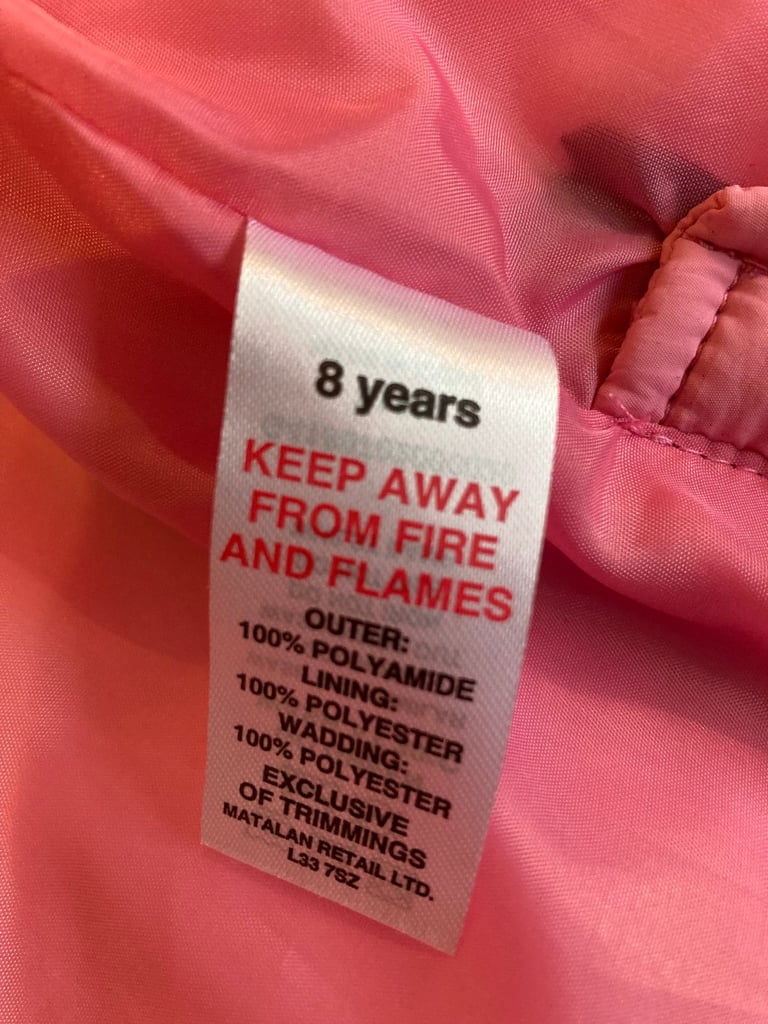 8 years
KEEP AWAY
FROM FIRE
AND FLAMES
OUTER:
100% POLYAMIDE
LINING:
100% POLYESTER
WADDING:
100% POLYESTER
EXCLUSIVE
OF TRIMMINGS
MATALAN RETAIL LTD.
L33 7SZ